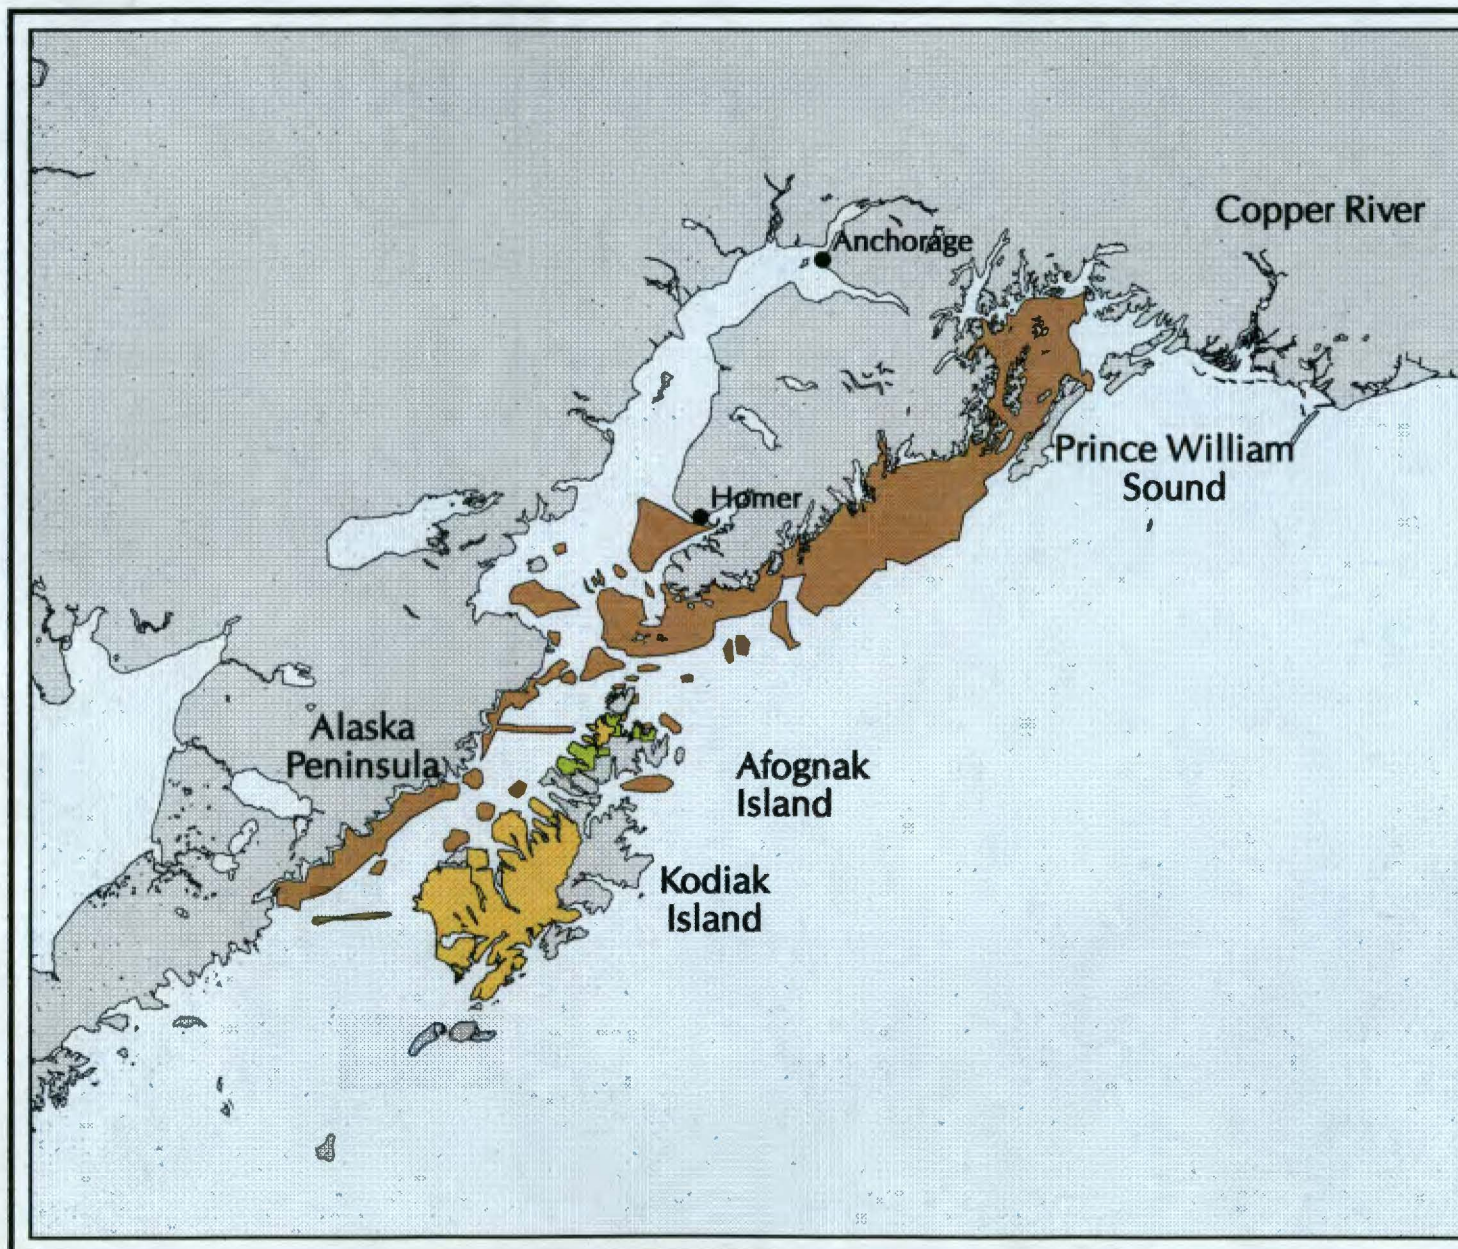 Copper River
Anchorage
Prince William
Sound
Homer
Alaska
Peninsula
Afognak
Island
Kodiak
Island